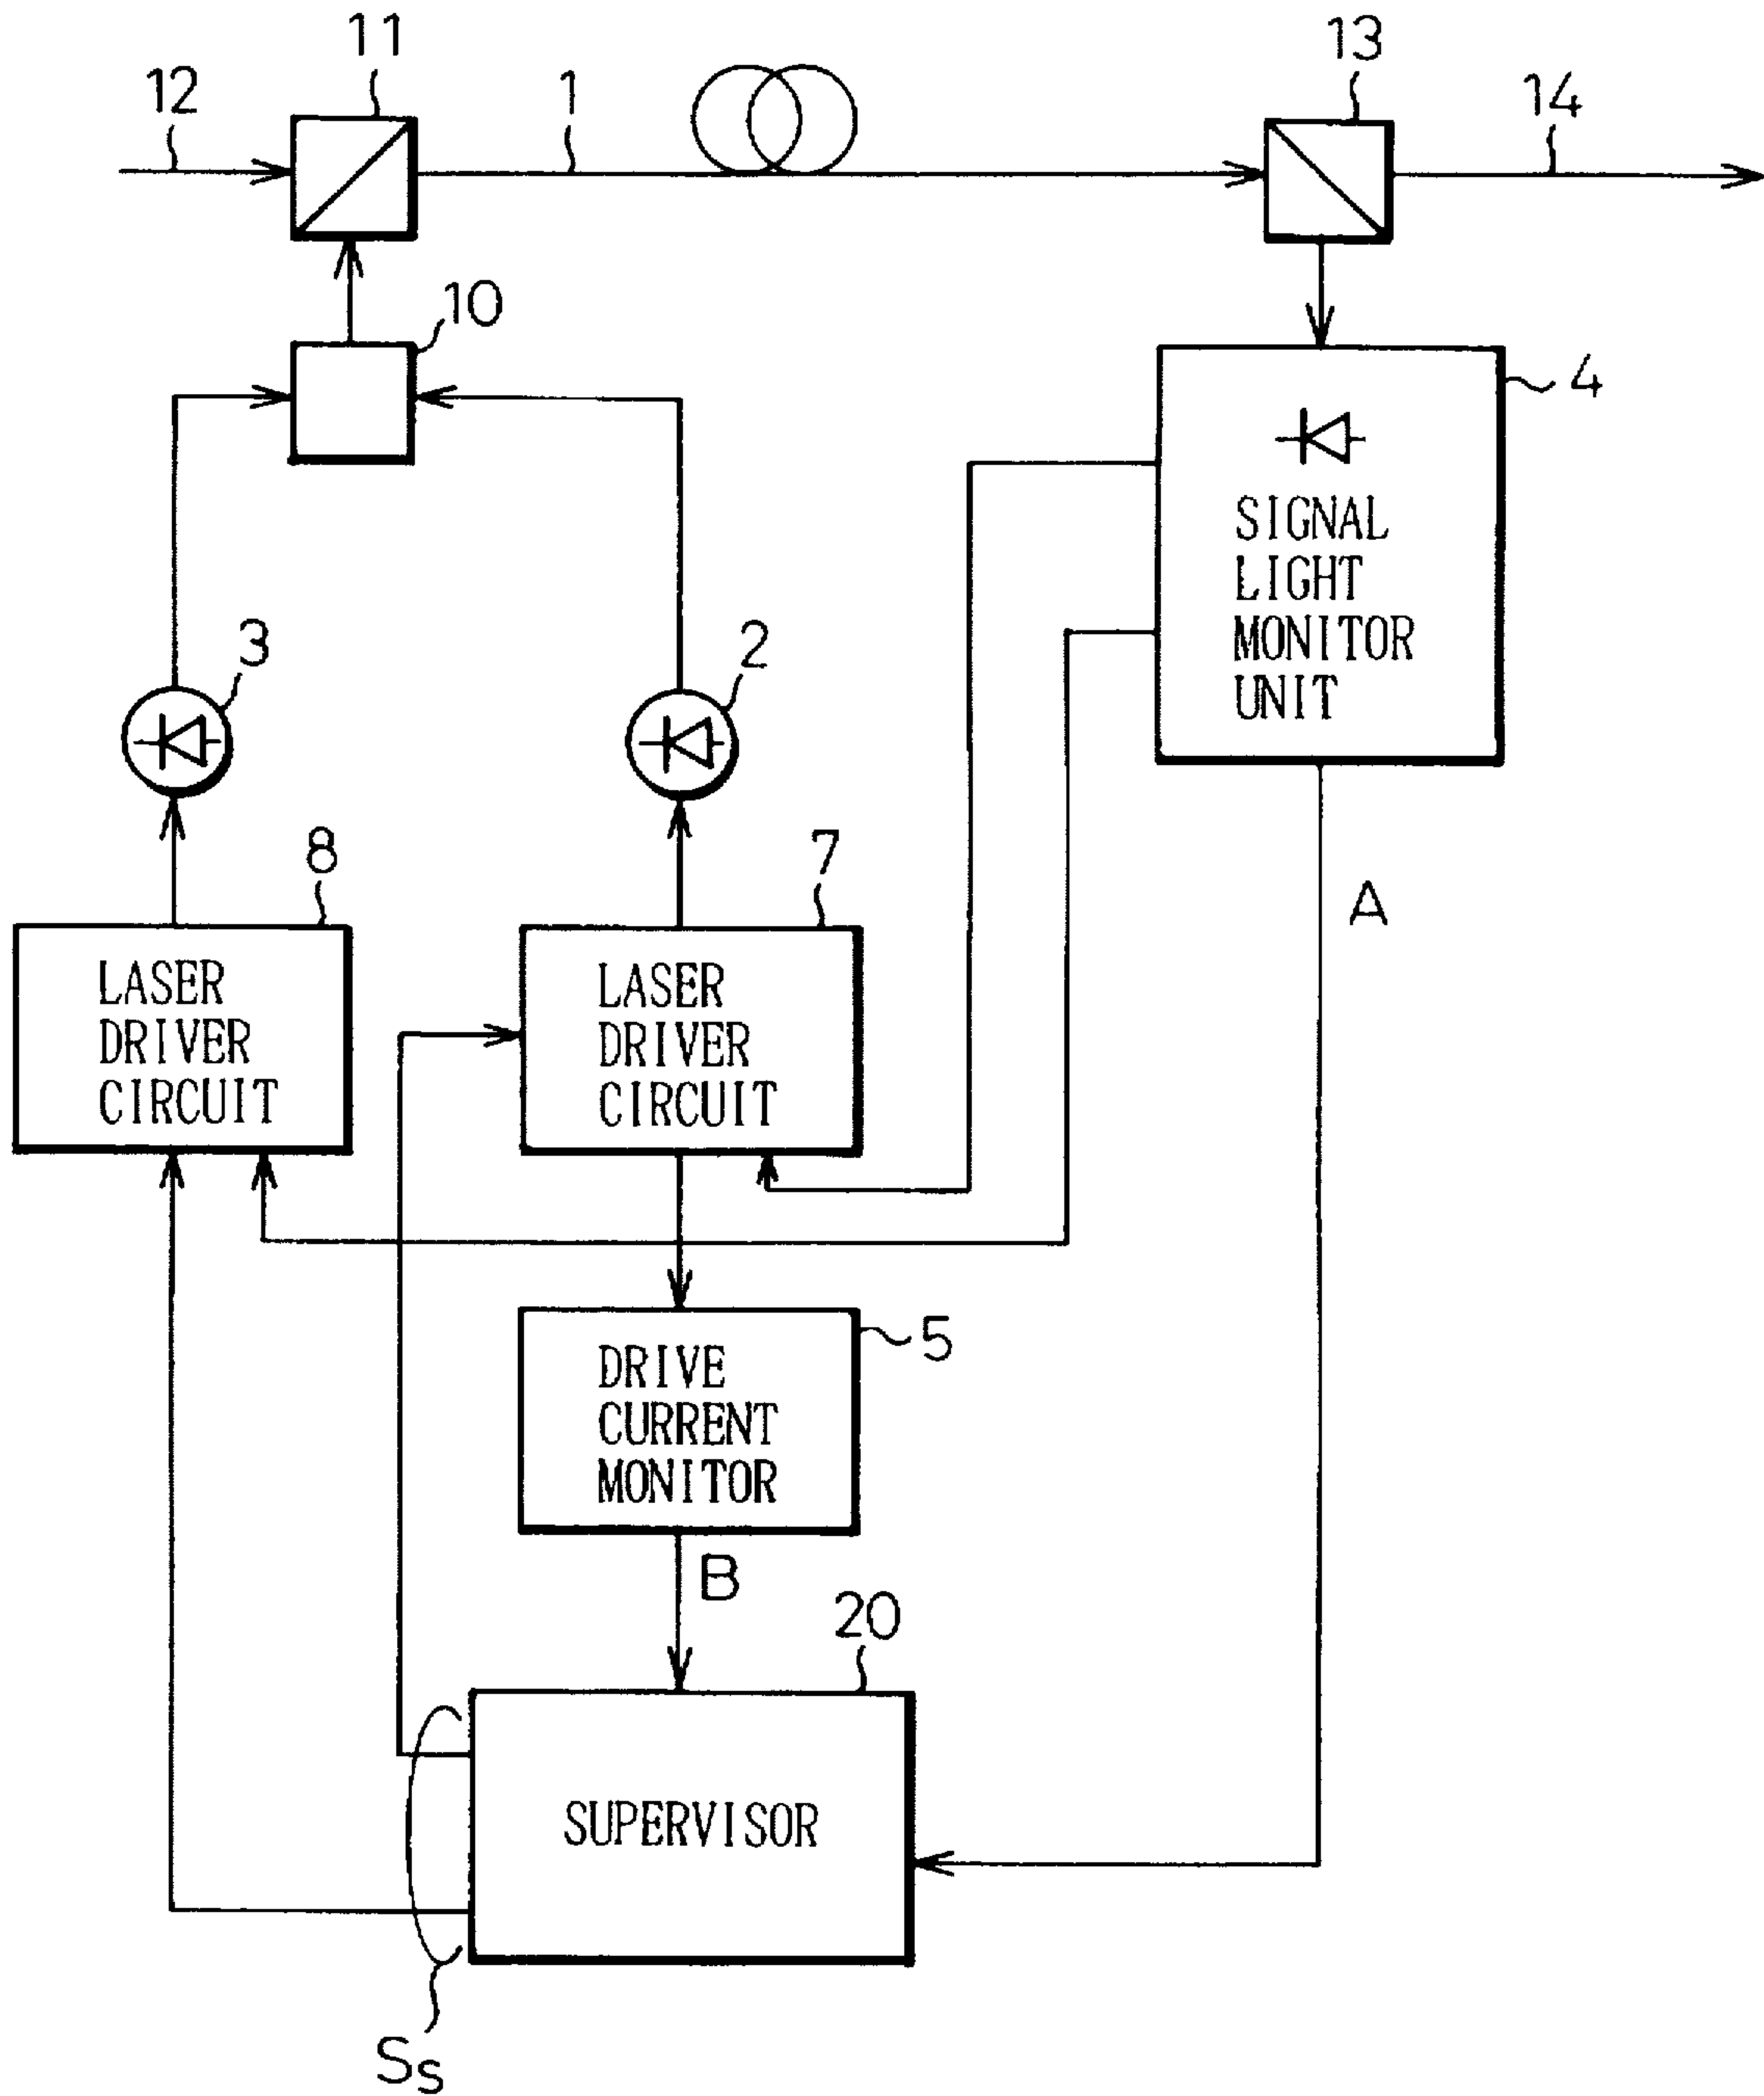 11
13
12
1
14
10
4
SIGNAL
LIGHT
MONITOR
UNIT
3
2
8
7
A
LASER
DRIVER
CIRCUIT
LASER
DRIVER
CIRCUIT
5
DRIVE
CURRENT
MONITOR
B
20
SUPERVISOR
Ss